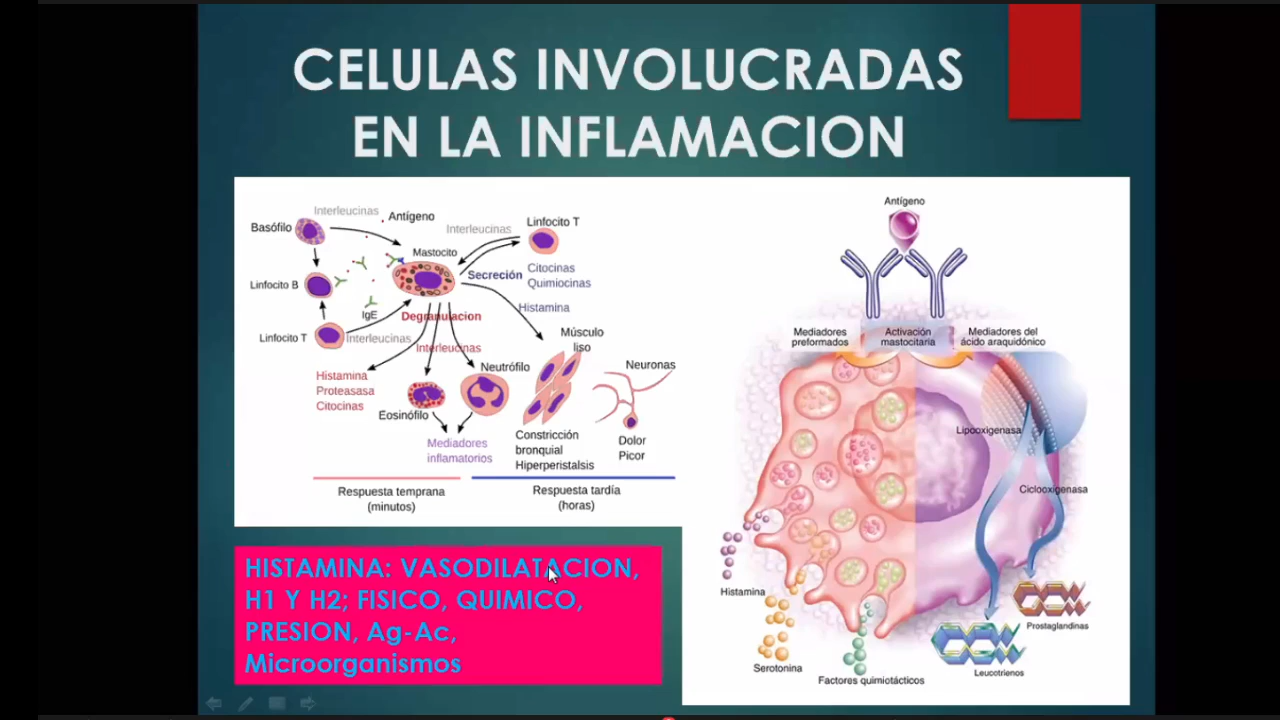 CELULAS INVOLUCRADAS
EN LA INFLAMACION
Interleucinas
Antígeno
Basófilo
Mastocito
Interleucinas
Linfocito T
Linfocito B
Secreción
Citocinas
Quimiocinas
IgE
Degranulacion
Histamina
Linfocito T
Interleucinas
Interleucinas
Músculo
liso
Histamina
Proteasasa
Citocinas
Eosinófilo
Neutrófilo
Neuronas
Mediadores
inflamatorios
Constricción
bronquial
Hiperperistalsis
Dolor
Picor
Respuesta temprana
(minutos)
Respuesta tardía
(horas)
Antígeno
Mediadores
preformados
Activación
mastocitaria
Mediadores del
ácido araquidónico
Lipooxigenasa
Ciclooxigenasa
Histamina
Serotonina
Factores quimiotácticos
Prostaglandinas
Leucotrienos
HISTAMINA: VASODILATACION,
H1 Y H2; FISICO, QUIMICO,
PRESION, Ag-Ac,
Microorganismos